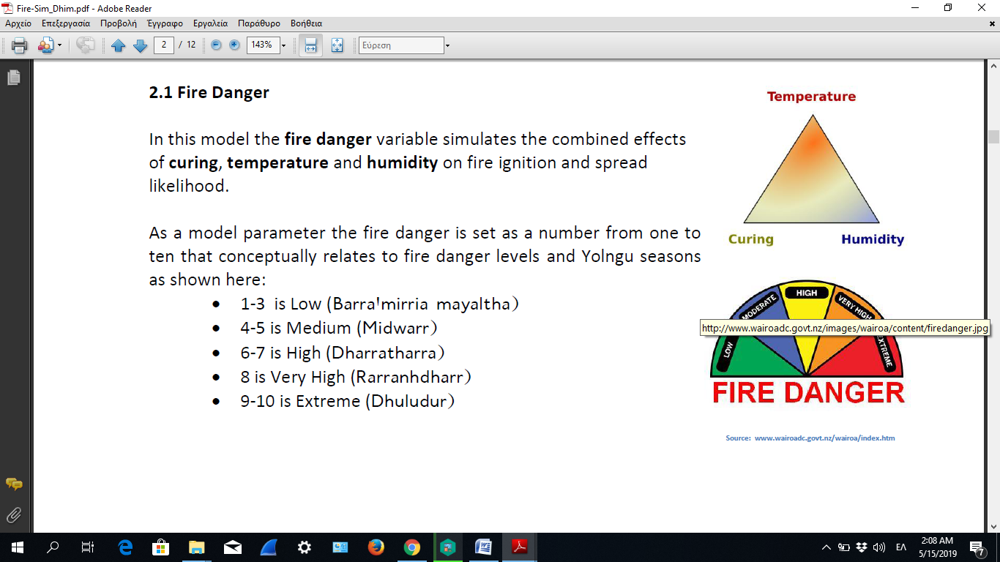 Fire-Sim_Dhim.pdf - Adobe Reader
Αρχείο Επεξεργασία Προβολή Έγγραφο Εργαλεία Παράθυρο Βοήθεια
2 / 12 143% Εύρεση
2.1 Fire Danger
In this model the fire danger variable simulates the combined effects
of curing, temperature and humidity on fire ignition and spread
likelihood.
As a model parameter the fire danger is set as a number from one to
ten that conceptually relates to fire danger levels and Yolngu seasons
as shown here:
• 1-3 is Low (Barra'mirria mayaltha)
• 4-5 is Medium (Midwarr)
• 6-7 is High (Dharratharra)
• 8 is Very High (Rarranhdharr)
• 9-10 is Extreme (Dhuludur)
Temperature
Curing Humidity
LOW
MODERATE
HIGH
VERY HIGH
EXTREME
http://www.wairoadc.govt.nz/images/wairoa/content/firedanger.jpg
FIRE DANGER
Source: www.wairoadc.govt.nz/wairoa/index.htm
ΕΛ
2:08 AM
5/15/2019
7